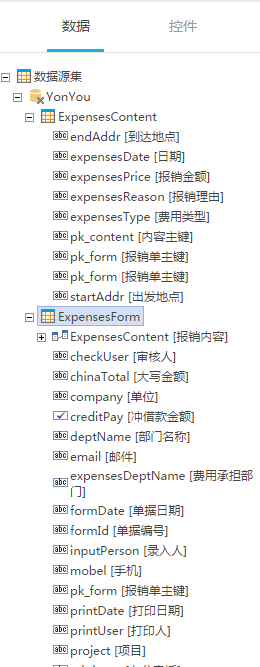 数据 控件
数据源集
YonYou
ExpensesContent
endAddr [到达地点]
expensesDate [日期]
expensesPrice [报销金额]
expensesReason [报销理由]
expensesType [费用类型]
pk_content [内容主键]
pk_form [报销单主键]
pk_form [报销单主键]
startAddr [出发地点]
ExpensesForm
ExpensesContent [报销内容]
checkUser [审核人]
chinaTotal [大写金额]
company [单位]
creditPay [冲借款金额]
deptName [部门名称]
email [邮件]
expensesDeptName [费用承担部
门]
formDate [单据日期]
formId [单据编号]
inputPerson [录入人]
mobel [手机]
pk_form [报销单主键]
printDate [打印日期]
printUser [打印人]
project [项目]